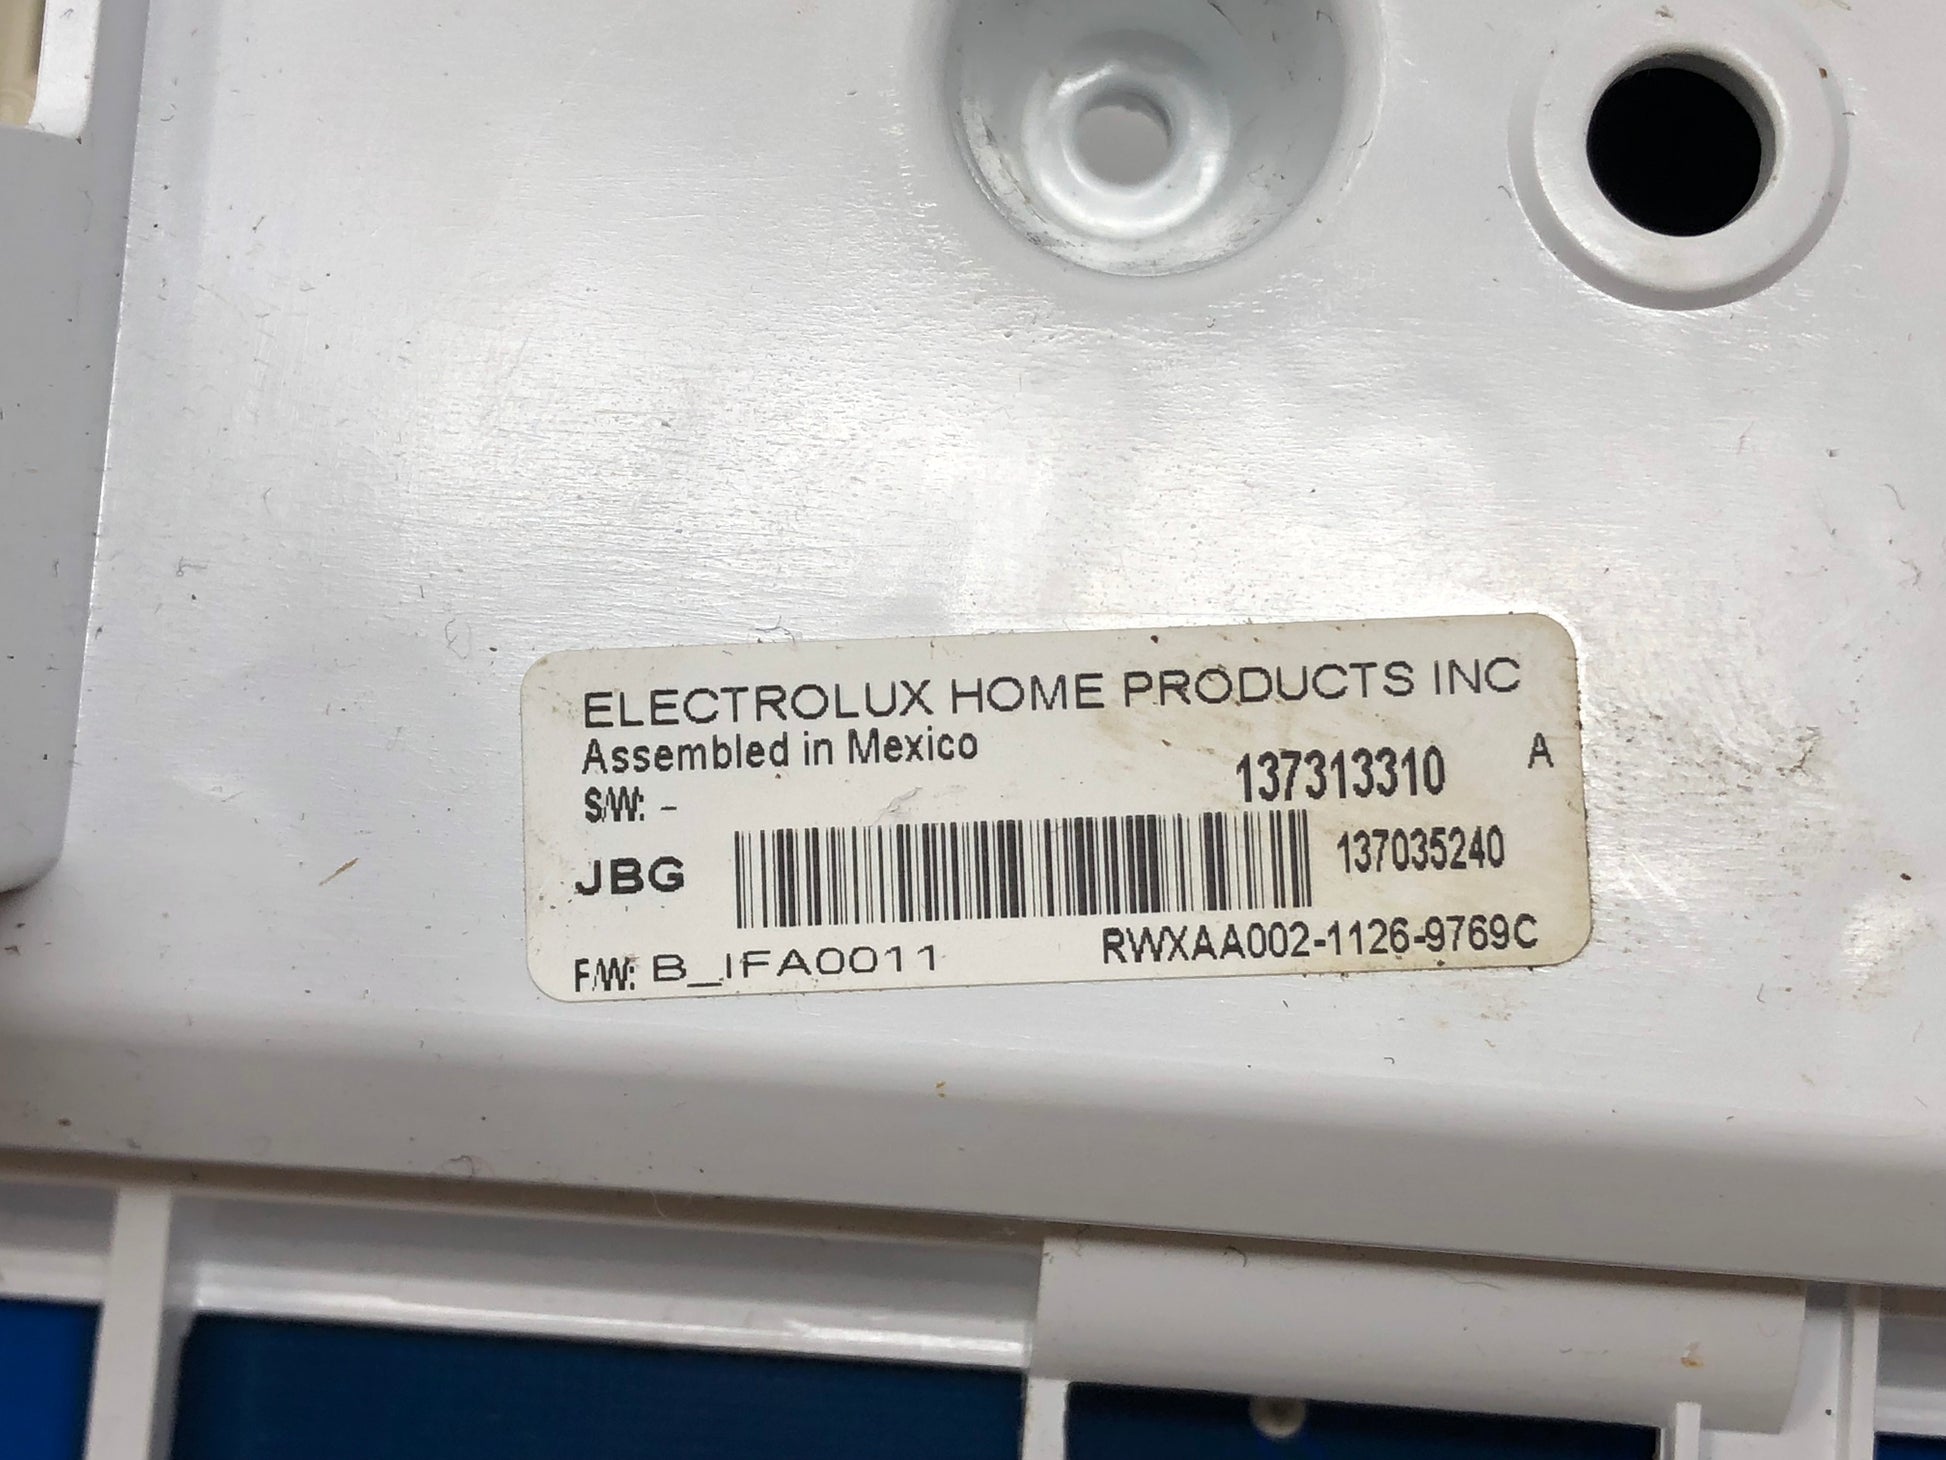 ELECTROLUX HOME PRODUCTS INC
Assembled in Mexico
137313310 A
S/W: -
JBG 137035240
F/W: B_IFA0011 RWXAA002-1126-9769C